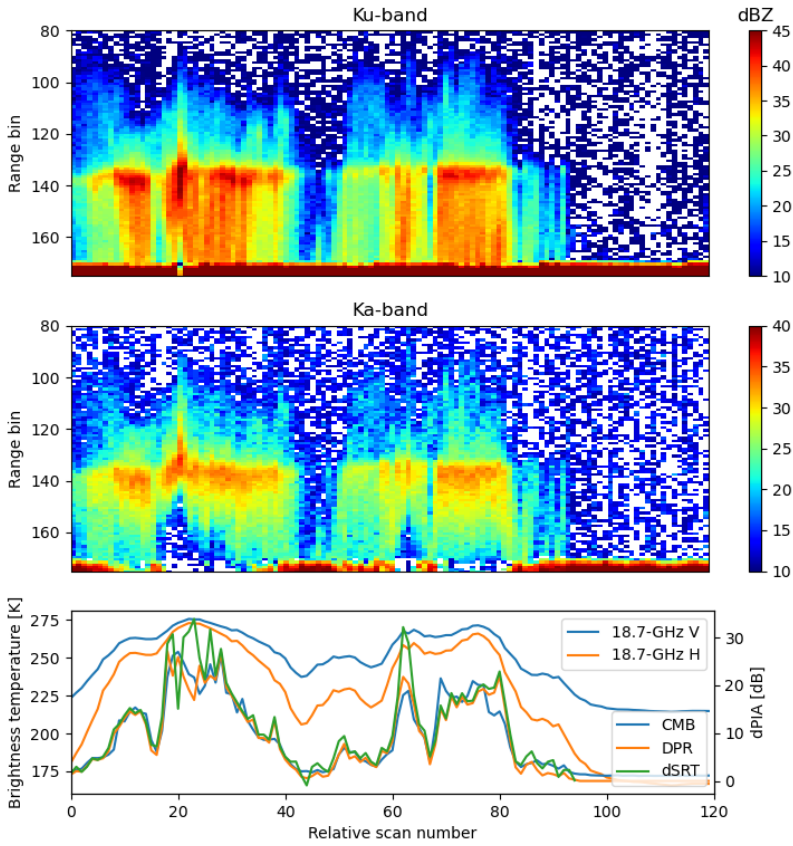 Ku-band
dBZ
80
100
120
140
160
Range bin
45
40
35
30
25
20
15
10
Ka-band
80
100
120
140
160
Range bin
40
35
30
25
20
15
10
275
250
225
200
175
Brightness temperature [K]
18.7-GHz V
18.7-GHz H
CMB
DPR
dSRT
30
20
10
0
dPIA [dB]
0 20 40 60 80 100 120
Relative scan number